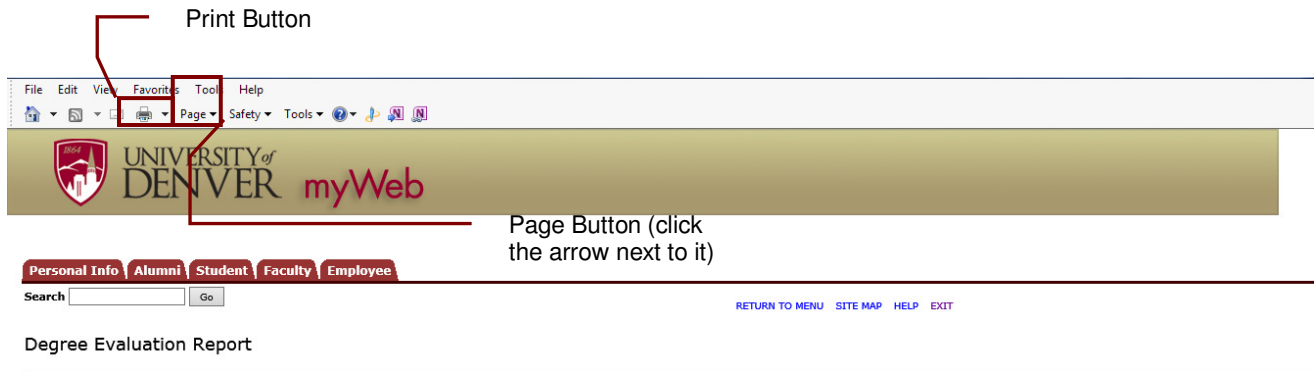 Print Button
File Edit View Favorites Tools Help
Page Safety Tools
1864
UNIVERSITY of
DENVER myWeb
Page Button (click
the arrow next to it)
Personal Info Alumni Student Faculty Employee
Search Go
RETURN TO MENU SITE MAP HELP EXIT
Degree Evaluation Report